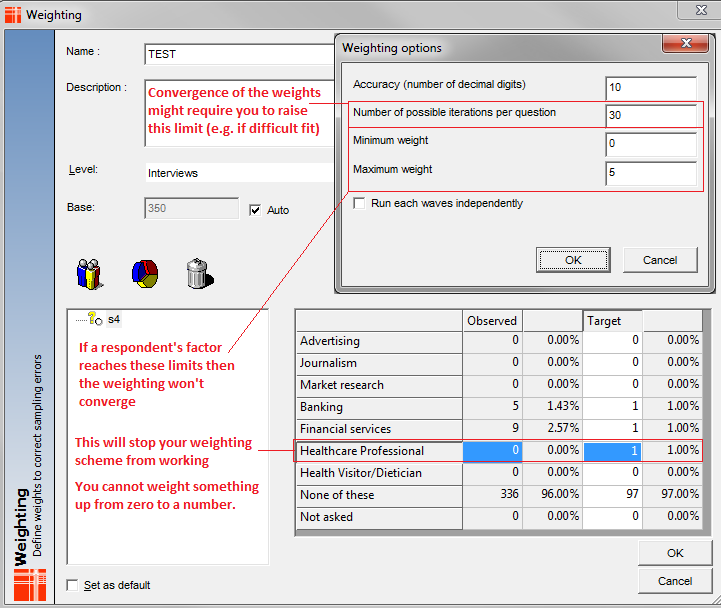 Weighting
Name :
TEST
Description :
Convergence of the weights
might require you to raise
this limit (e.g. if difficult fit)
Level:
Interviews
Base:
350
Auto
Weighting options
Accuracy (number of decimal digits)
10
Number of possible iterations per question
30
Minimum weight
0
Maximum weight
5
Run each waves independently
OK
Cancel
s4
If a respondent's factor
reaches these limits then
the weighting won't
converge
This will stop your weighting
scheme from working
You cannot weight something
up from zero to a number.
Observed Target
Advertising 0 0.00% 0 0.00%
Journalism 0 0.00% 0 0.00%
Market research 0 0.00% 0 0.00%
Banking 5 1.43% 1 1.00%
Financial services 9 2.57% 1 1.00%
Healthcare Professional 0 0.00% 1 1.00%
Health Visitor/Dietician 0 0.00% 0 0.00%
None of these 336 96.00% 97 97.00%
Not asked 0 0.00% 0 0.00%
Set as default
OK
Cancel
Weighting
Define weights to correct sampling errors